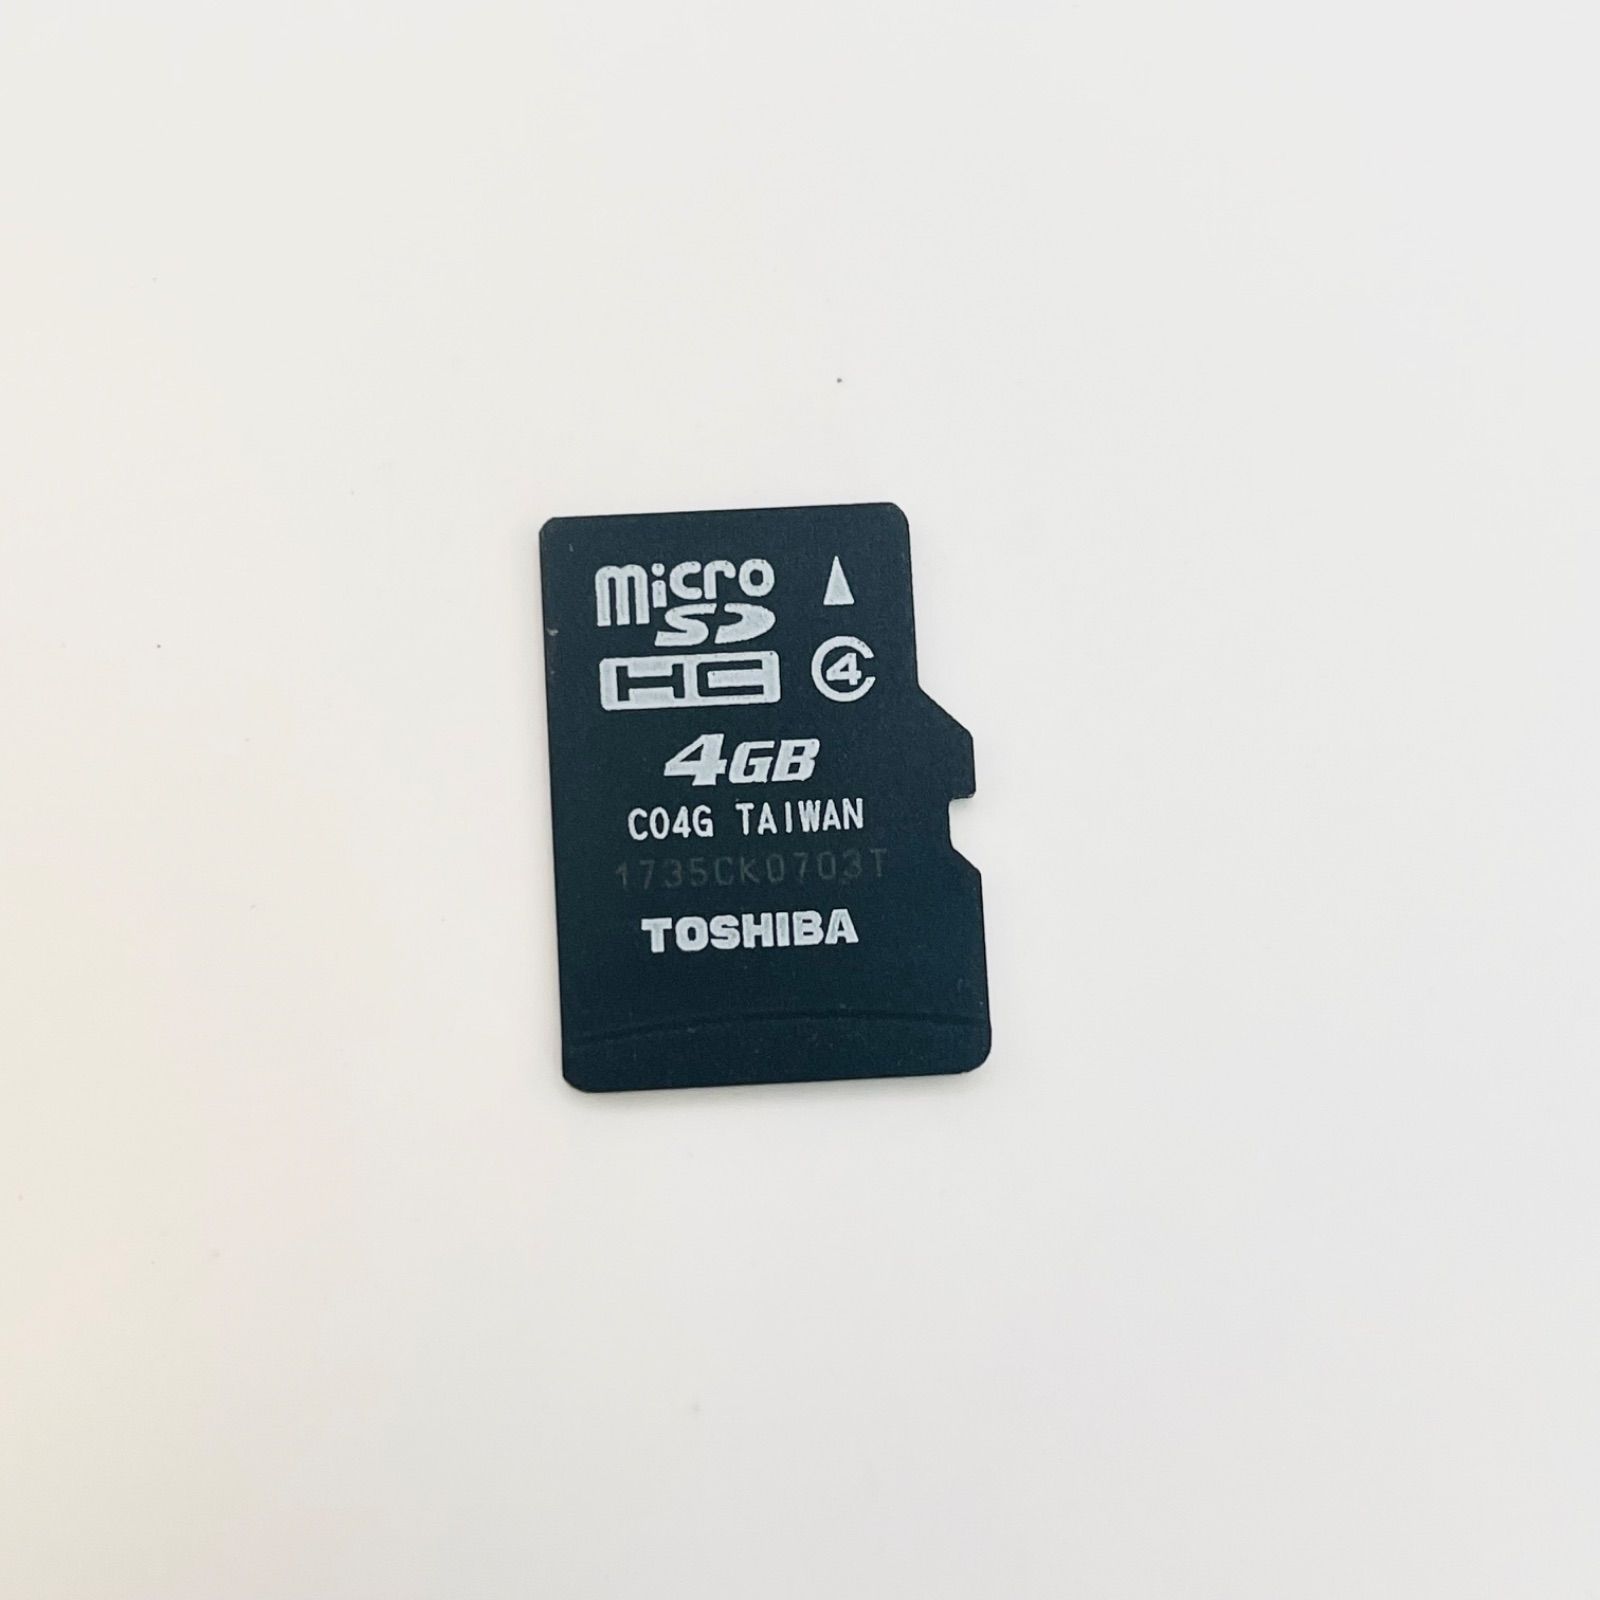 micro
SD
HC
4
4GB
C04G TAIWAN
1735CK0703T
TOSHIBA